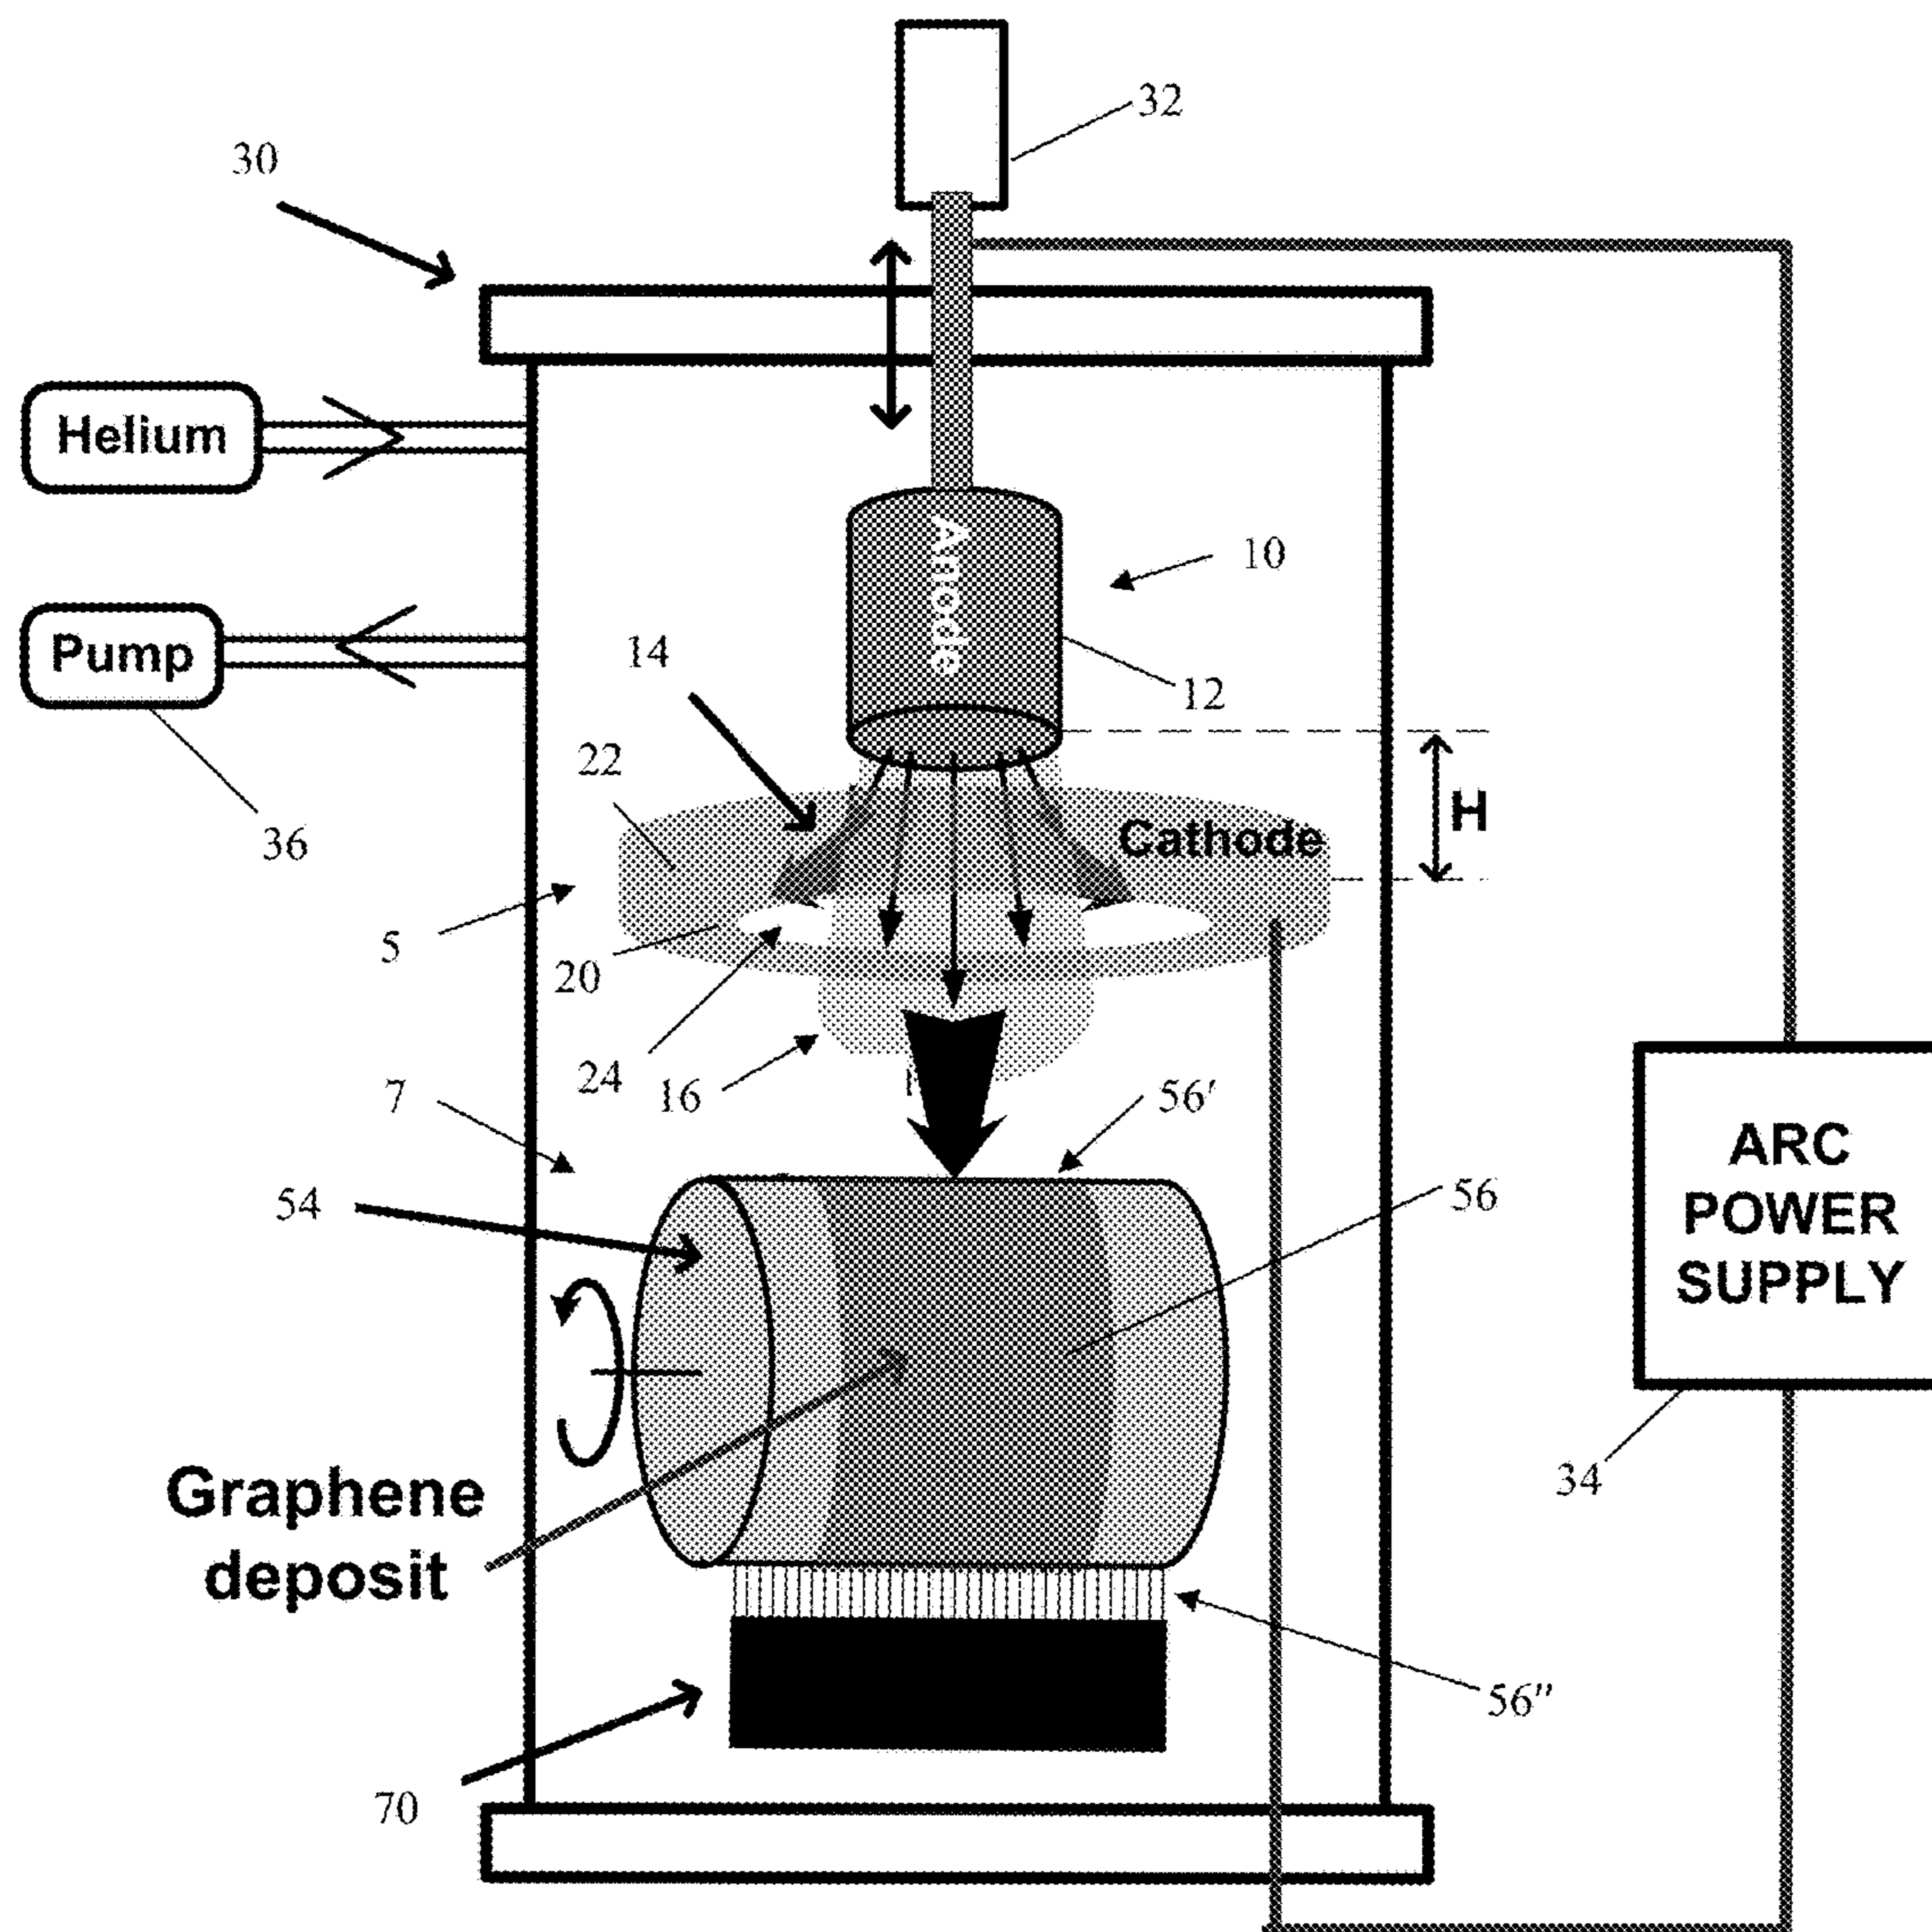 32
30
Helium
Anode
10
14
12
Pump
22
H
Cathode
36
5
20
24
16
56′
7
ARC
POWER
SUPPLY
54
56
Graphene
deposit
34
56″
70